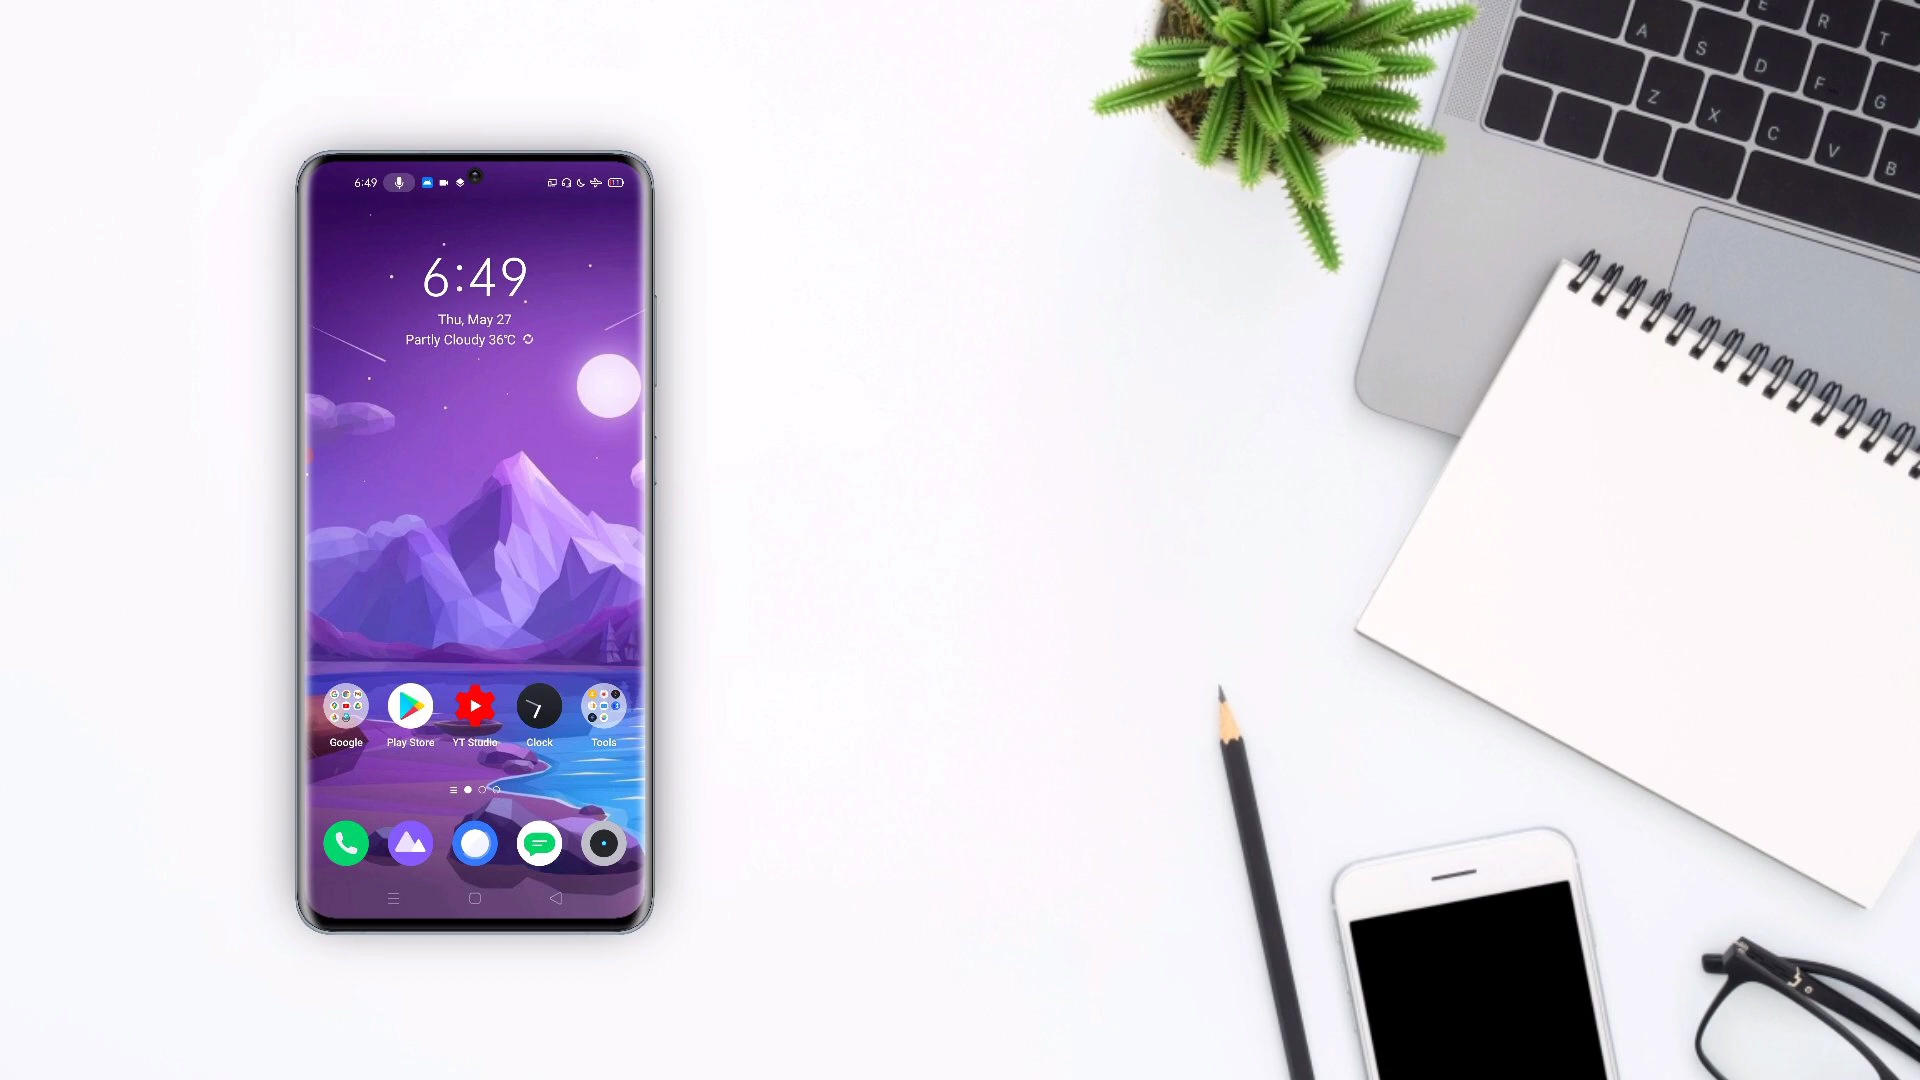 6:49
6:49
Thu, May 27
Partly Cloudy 36℃
Google
Play Store
YT Studio
Clock
Tools
E R
A S D F G T
Z X C V B